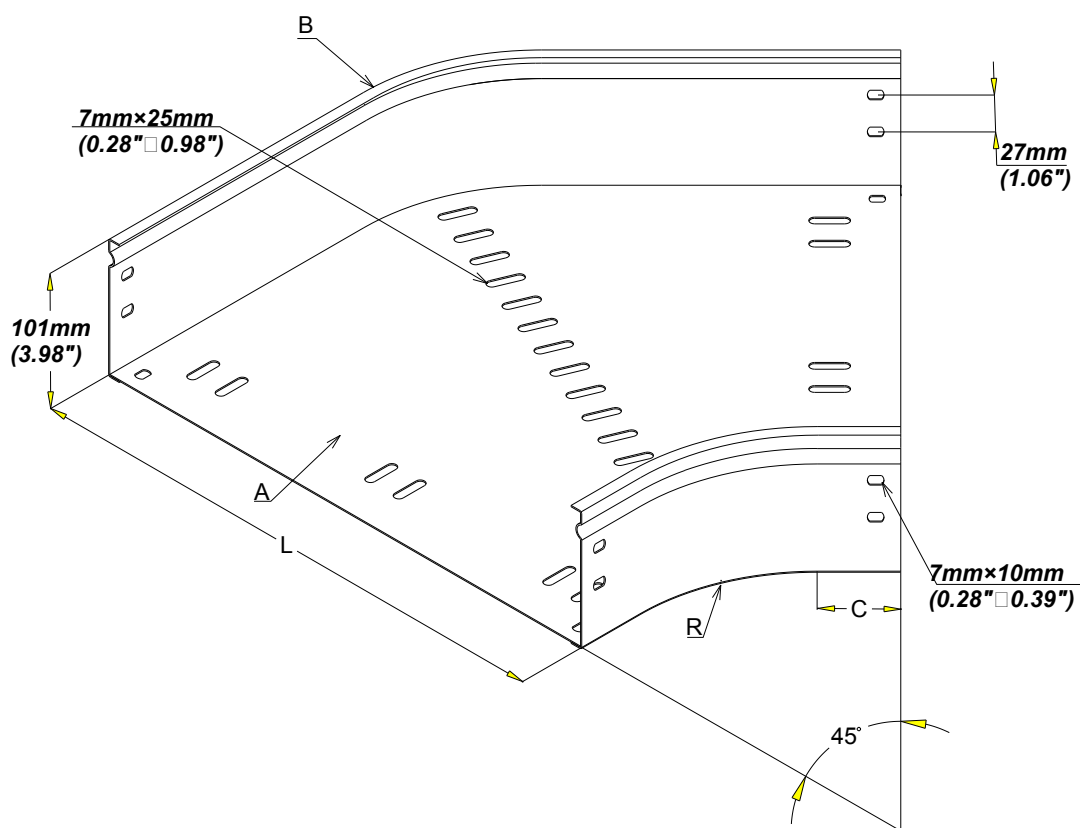 B
7mm×25mm
(0.28"□0.98")
27mm
(1.06")
101mm
(3.98")
A
L
7mm×10mm
(0.28"□0.39")
C
R
45°